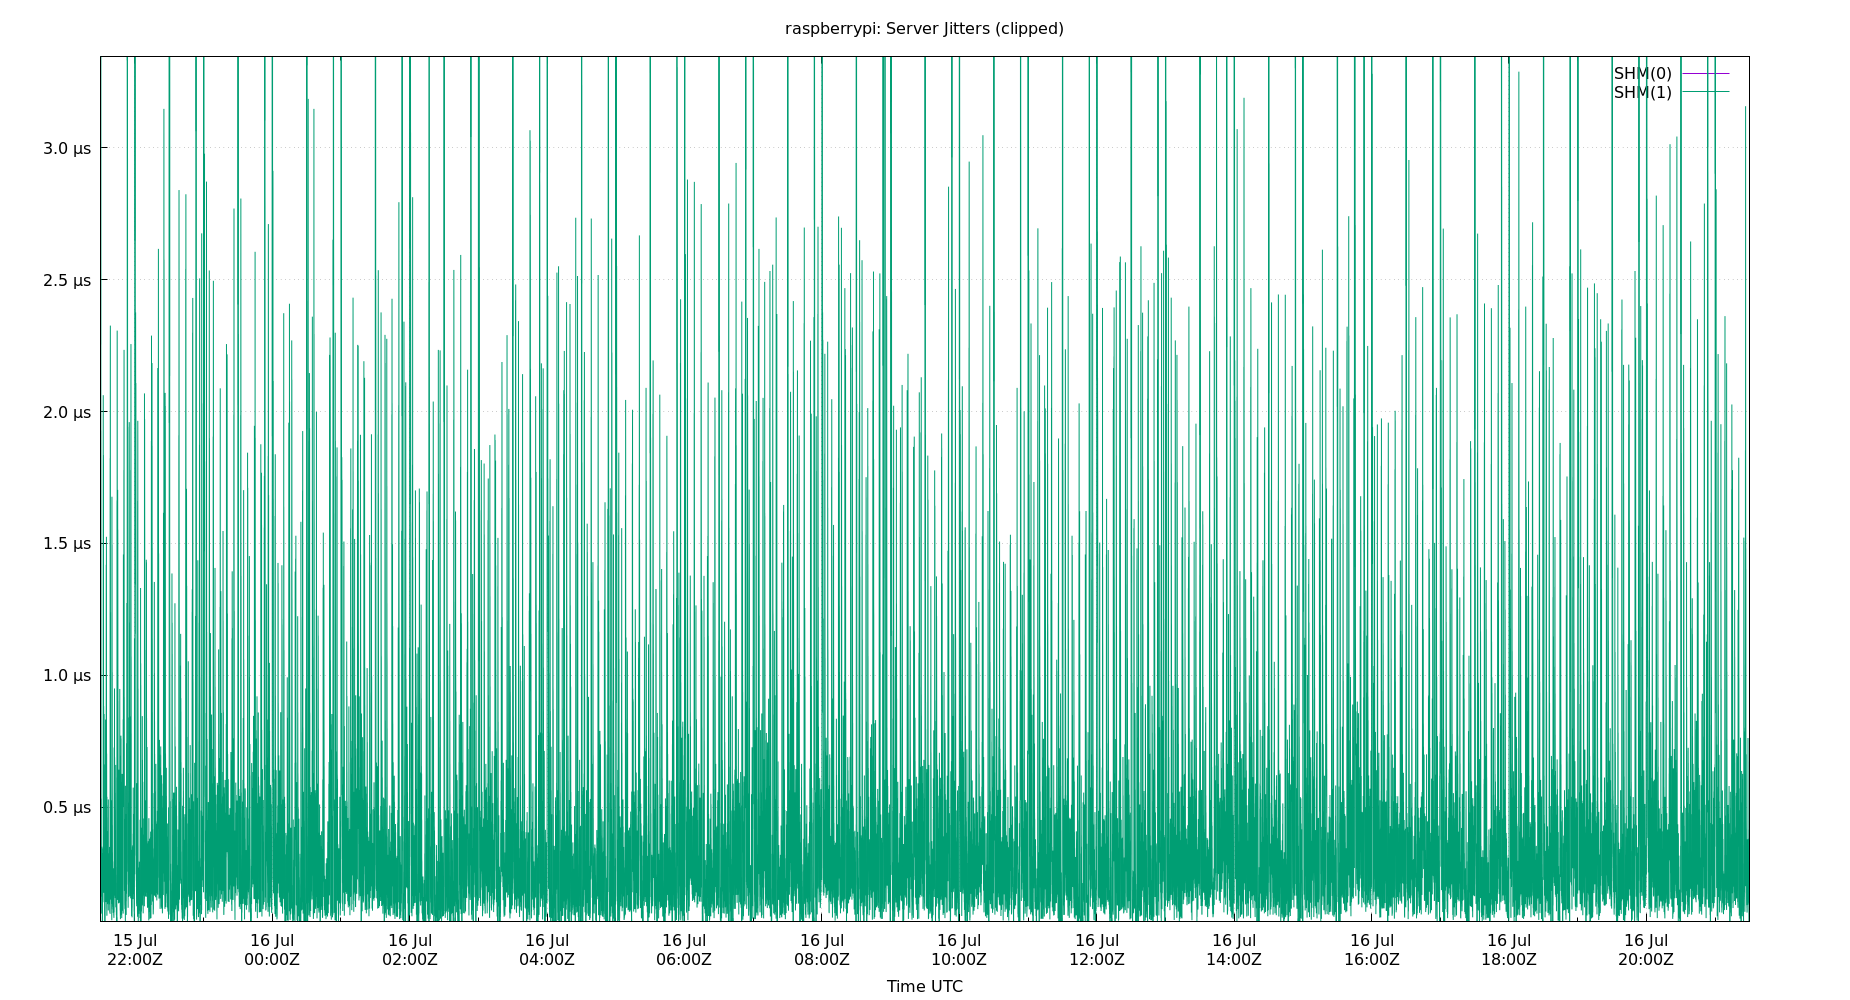 raspberrypi: Server Jitters (clipped)
SHM(0)
SHM(1)
3.0 µs
2.5 µs
2.0 µs
1.5 µs
1.0 µs
0.5 µs
15 Jul 16 Jul 16 Jul 16 Jul 16 Jul 16 Jul 16 Jul 16 Jul 16 Jul 16 Jul 16 Jul 16 Jul
22:00Z 00:00Z 02:00Z 04:00Z 06:00Z 08:00Z 10:00Z 12:00Z 14:00Z 16:00Z 18:00Z 20:00Z
Time UTC